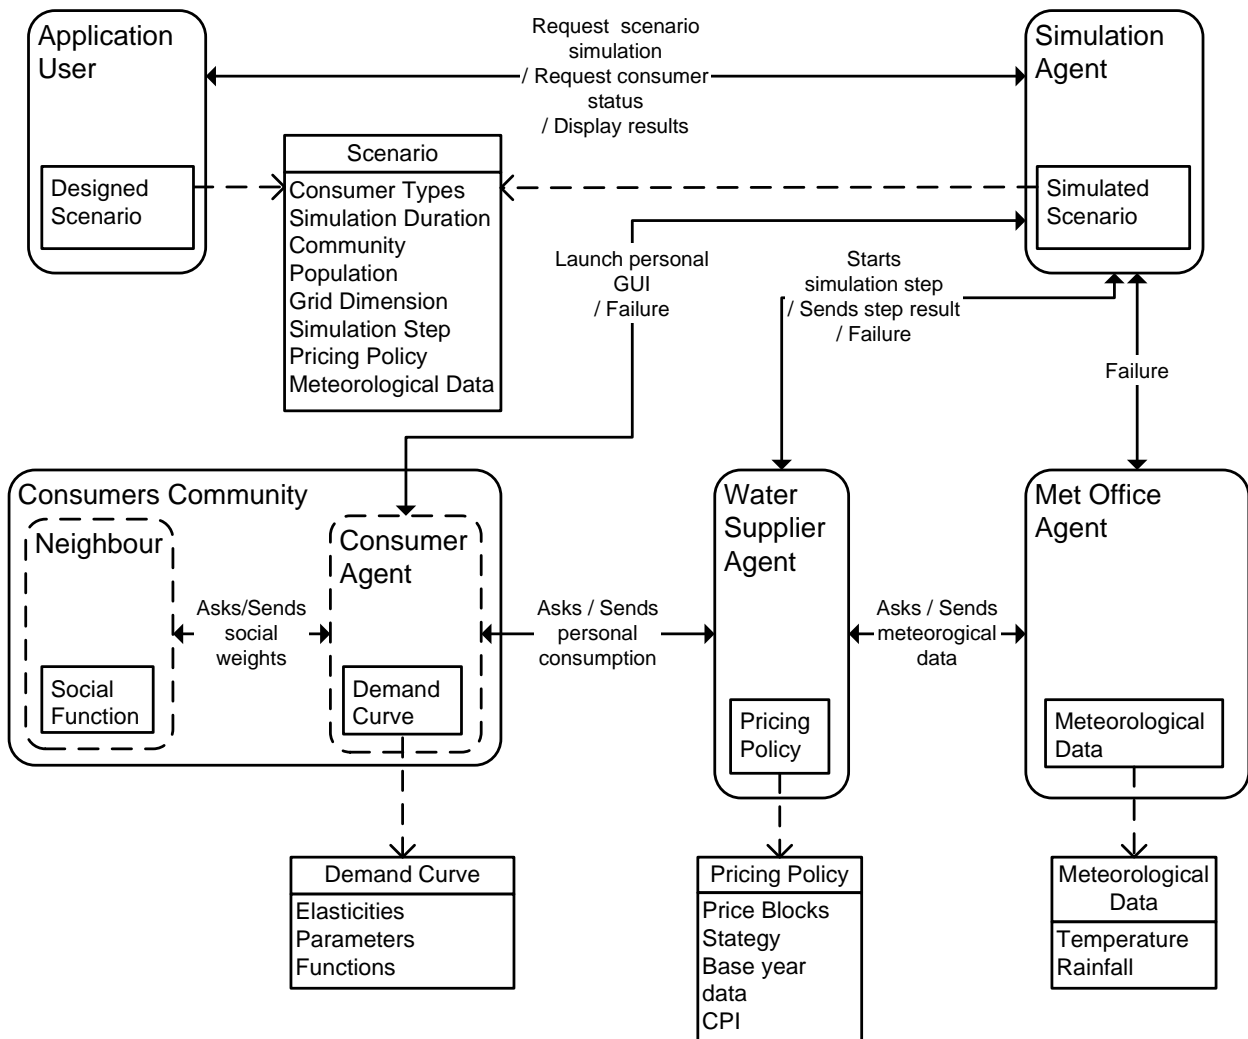 Application
User
Request  scenario
simulation
/ Request consumer
status
/ Display results
Simulation
Agent
Designed
Scenario
Scenario
Consumer Types
Simulation Duration
Community
Population
Grid Dimension
Simulation Step
Pricing Policy
Meteorological Data
Simulated
Scenario
Launch personal
GUI
/ Failure
Starts
simulation step
/ Sends step result
/ Failure
Failure
Consumers Community
Neighbour
Consumer
Agent
Water
Supplier
Agent
Met Office
Agent
Asks/Sends
social
weights
Asks / Sends
personal
consumption
Asks / Sends
meteorogical
data
Social
Function
Demand
Curve
Pricing
Policy
Meteorological
Data
Demand Curve
Elasticities
Parameters
Functions
Pricing Policy
Price Blocks
Stategy
Base year
data
CPI
Meteorological
Data
Temperature
Rainfall